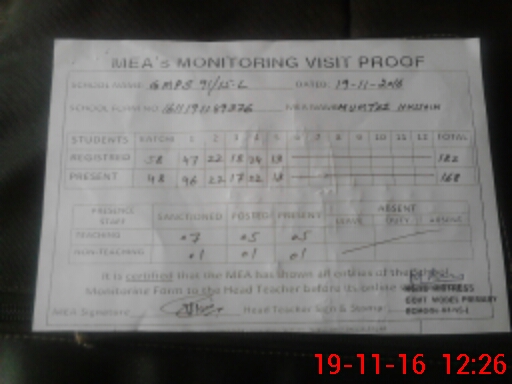 MEA's MONITORING VISIT PROOF
SCHOOL NAME: GMPS 91/15-L DATED: 19-11-2016
SCHOOL FORM NO. MEA NAME MUMTAZ HUSSAIN
STUDENTS KATCHI 1 2 3 4 5 6 7 8 9 10 11 12 TOTAL
REGISTERED 58 47 22 18 24 13 182
PRESENT 48 46 22 17 22 13 168
PRESENCE STAFF SANCTIONED POSTED PRESENT ABSENT
LEAVE DUTY ABSENT
TEACHING 07 05 05
NON-TEACHING 01 01 01
It is certified that the MEA has shown all entries of the School
Monitoring Form to the Head Teacher before its online
MEA Signature Head Teacher Sign & Stamp
HEAD MISTRESS
GOVT MODEL PRIMARY
SCHOOL 91/15-L
19-11-16 12:26